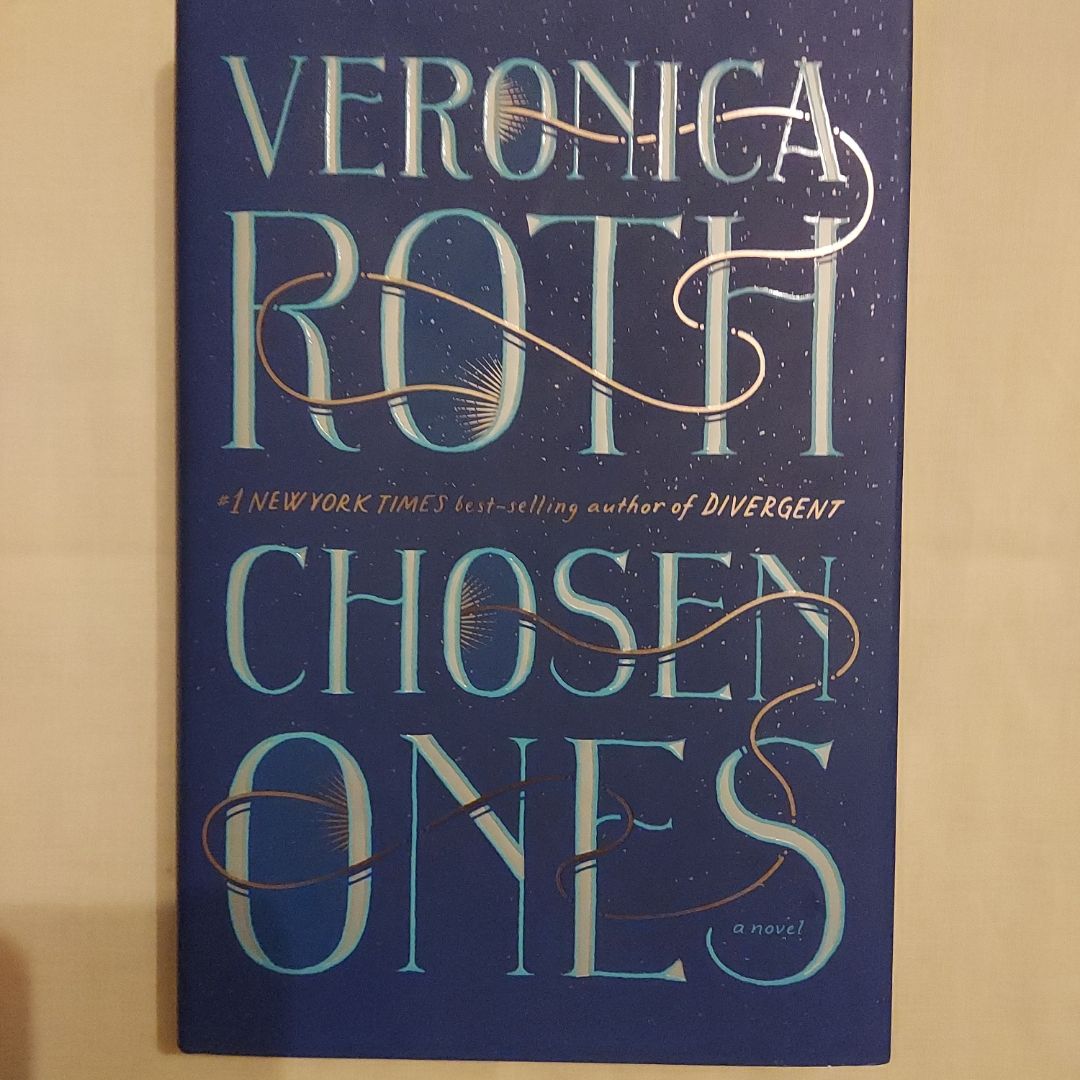 VERONICA
ROTH
#1 NEW YORK TIMES best-selling author of DIVERGENT
CHOSEN
ONES
a novel